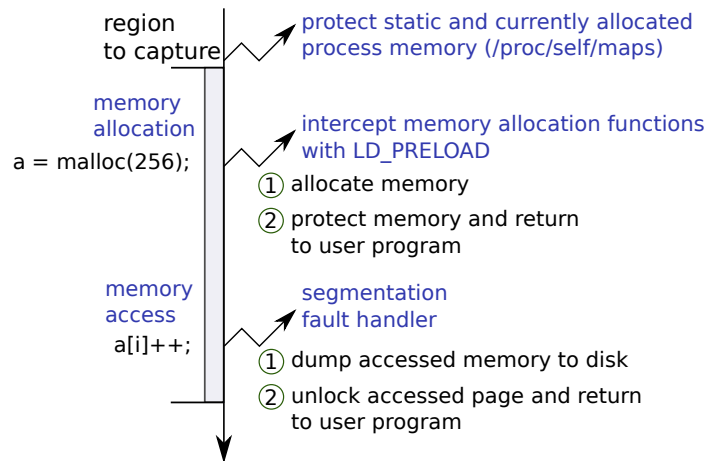 region
to capture
protect static and currently allocated
process memory (/proc/self/maps)
memory
allocation
a = malloc(256);
intercept memory allocation functions
with LD_PRELOAD
1 allocate memory
2 protect memory and return
to user program
memory
access
a[i]++;
segmentation
fault handler
1 dump accessed memory to disk
2 unlock accessed page and return
to user program